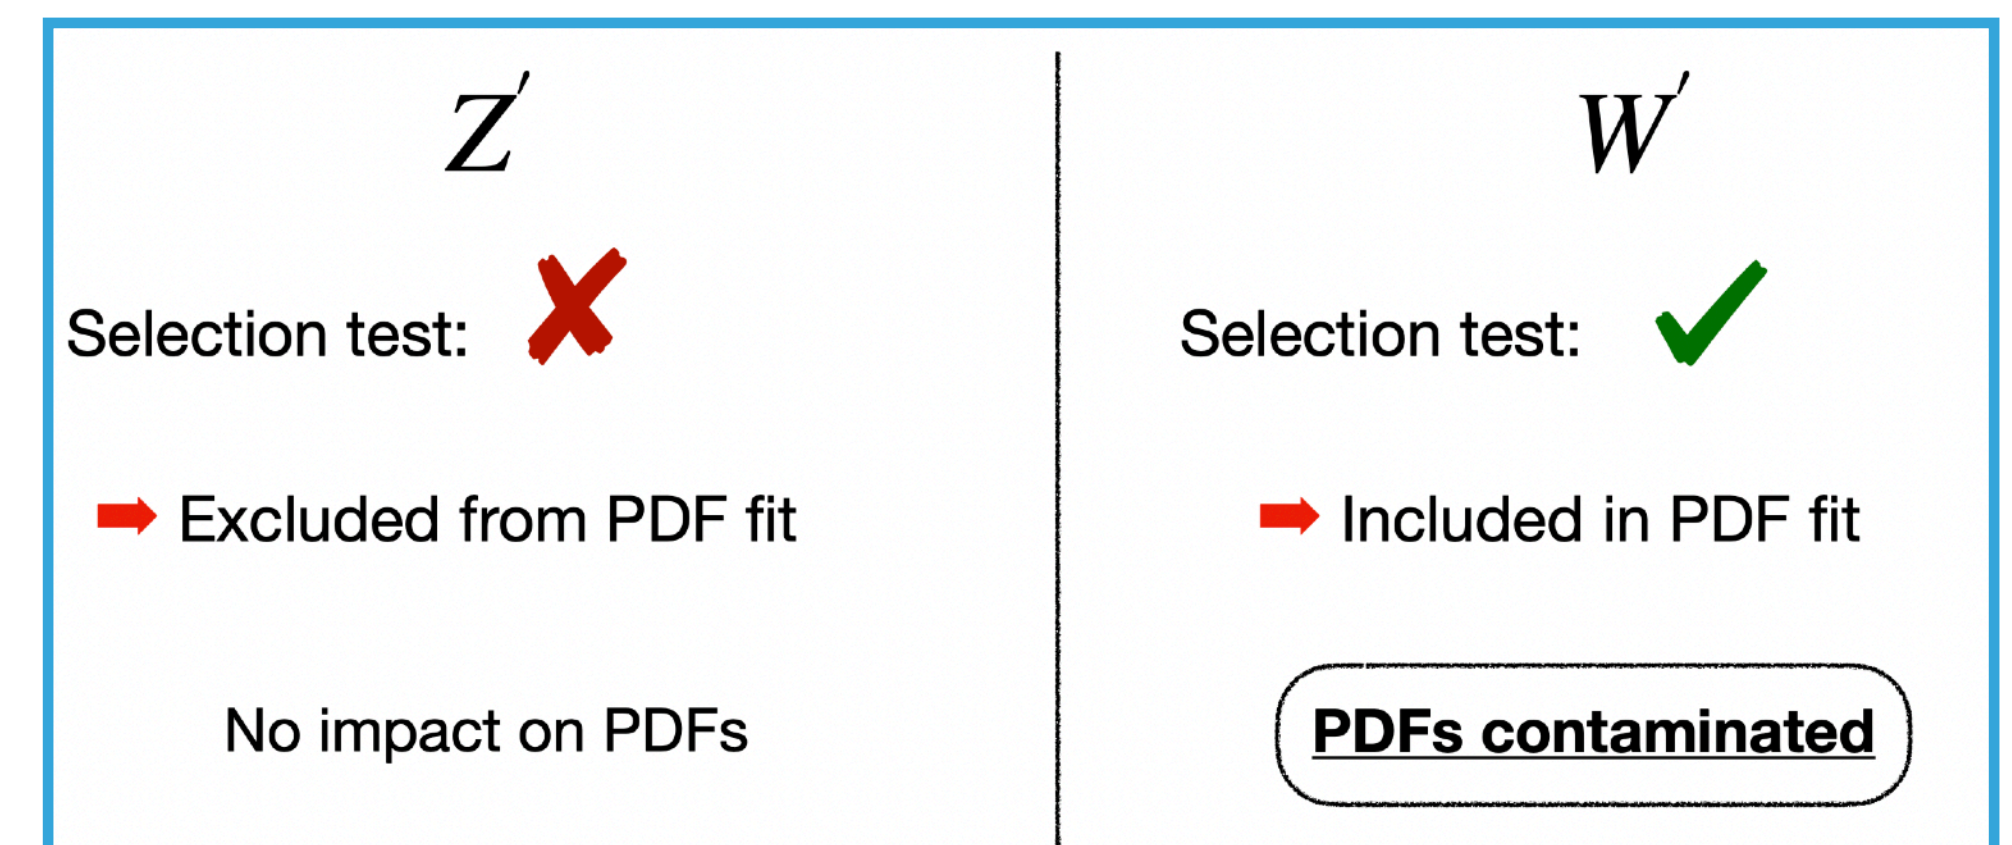 Z′
Selection test: ✘
➡ Excluded from PDF fit
No impact on PDFs
W′
Selection test: ✔
➡ Included in PDF fit
PDFs contaminated